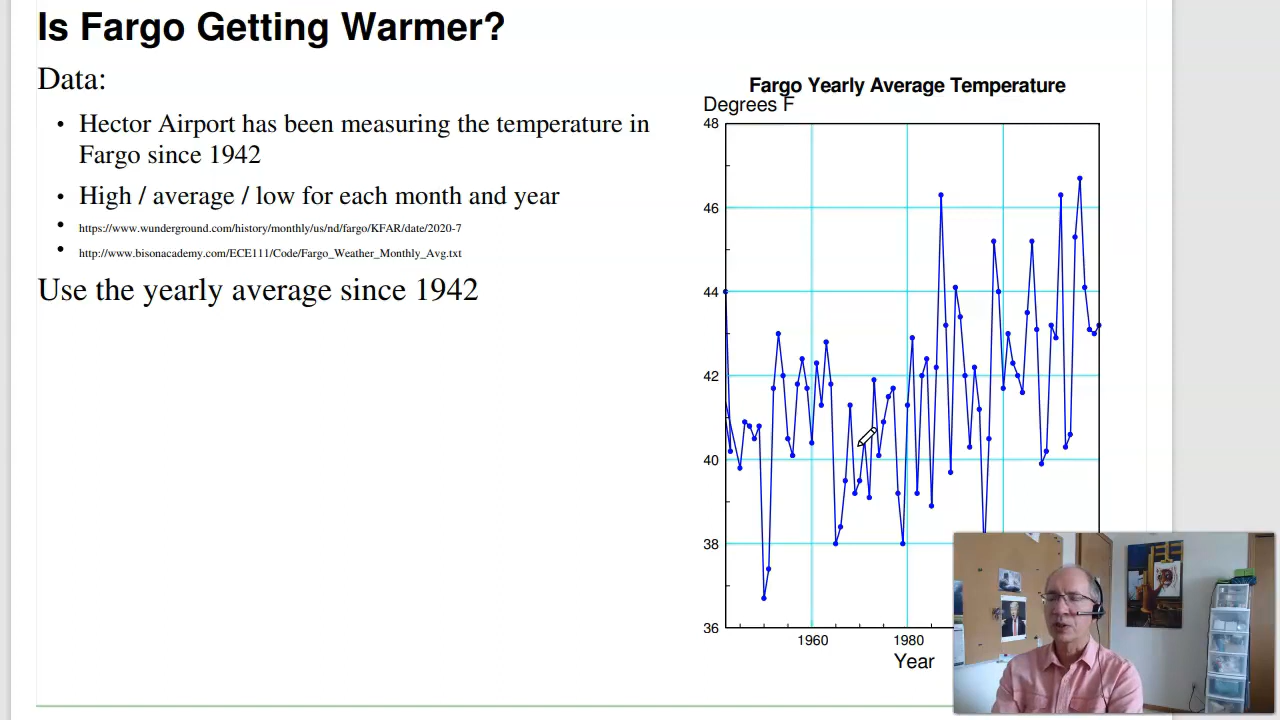 Is Fargo Getting Warmer?
Data:
• Hector Airport has been measuring the temperature in
Fargo since 1942
• High / average / low for each month and year
• https://www.wunderground.com/history/monthly/us/nd/fargo/KFAR/date/2020-7
• http://www.bisonacademy.com/ECE111/Code/Fargo_Weather_Monthly_Avg.txt
Use the yearly average since 1942
Fargo Yearly Average Temperature
Degrees F
48
46
44
42
40
38
36
1960 1980
Year